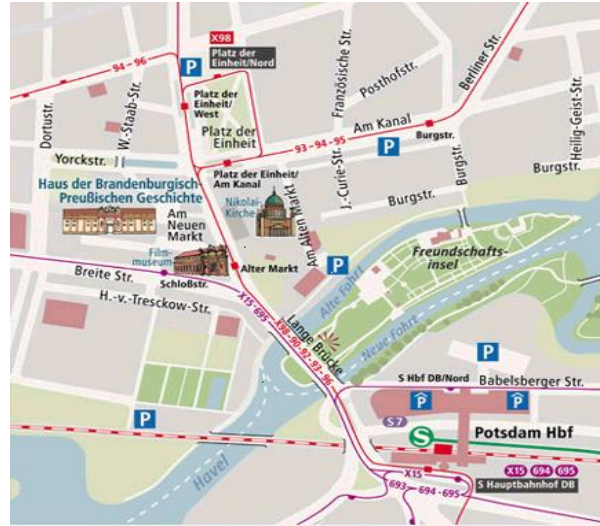 X98
Platz der
Einheit/Nord
94 – 96
P
Platz der
Einheit/
West
Platz der
Einheit
Französische Str.
Posthofstr.
Berliner Str.
Dortustr.
W.-Staab-Str.
Am Kanal
93 - 94 - 95
Burgstr.
P
Heilig-Geist-Str.
Yorckstr.
Platz der Einheit/
Am Kanal
J.-Curie-Str.
Burgstr.
Burgstr.
Burgstr.
Haus der Brandenburgisch-
Preußischen Geschichte
Nikolai-
Kirche
Am Alten Markt
Am
Neuen
Markt
Film-
museum
Alter Markt
P
Freundschafts-
insel
Breite Str.
Schloßstr.
Alte Fahrt
H.-v.-Tresckow-Str.
X15-695
X98-90-92-93-96
Lange Brücke
Neue Fahrt
P
S Hbf DB/Nord
Babelsberger Str.
P
P
P
S 7
S
Potsdam Hbf
Havel
X15
X15 694 695
693 - 694 - 695
S Hauptbahnhof DB